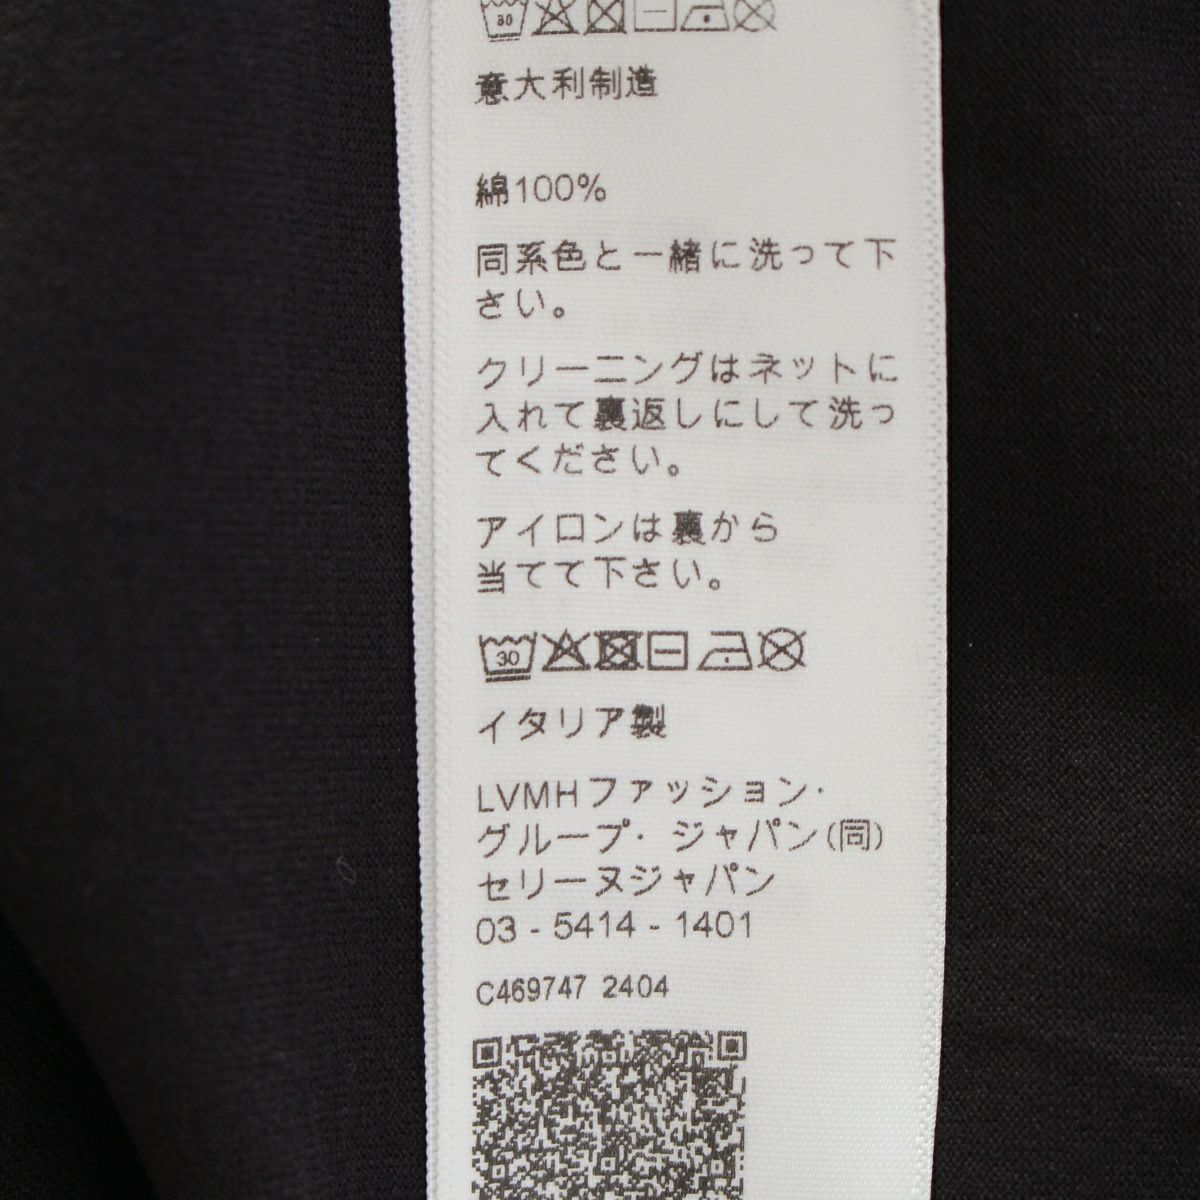 30
意大利制造
綿100%
同系色と一緒に洗って下
さい。
クリーニングはネットに
入れて裏返しにして洗っ
てください。
アイロンは裏から
当てて下さい。
30
イタリア製
LVMHファッション・
グループ・ジャパン(同)
セリーヌジャパン
03 - 5414 - 1401
C469747 2404